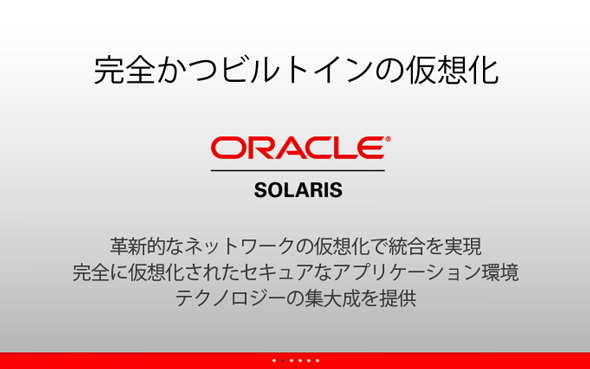 完全かつビルトインの仮想化
ORACLE®
SOLARIS
革新的なネットワークの仮想化で統合を実現
完全に仮想化されたセキュアなアプリケーション環境
テクノロジーの集大成を提供